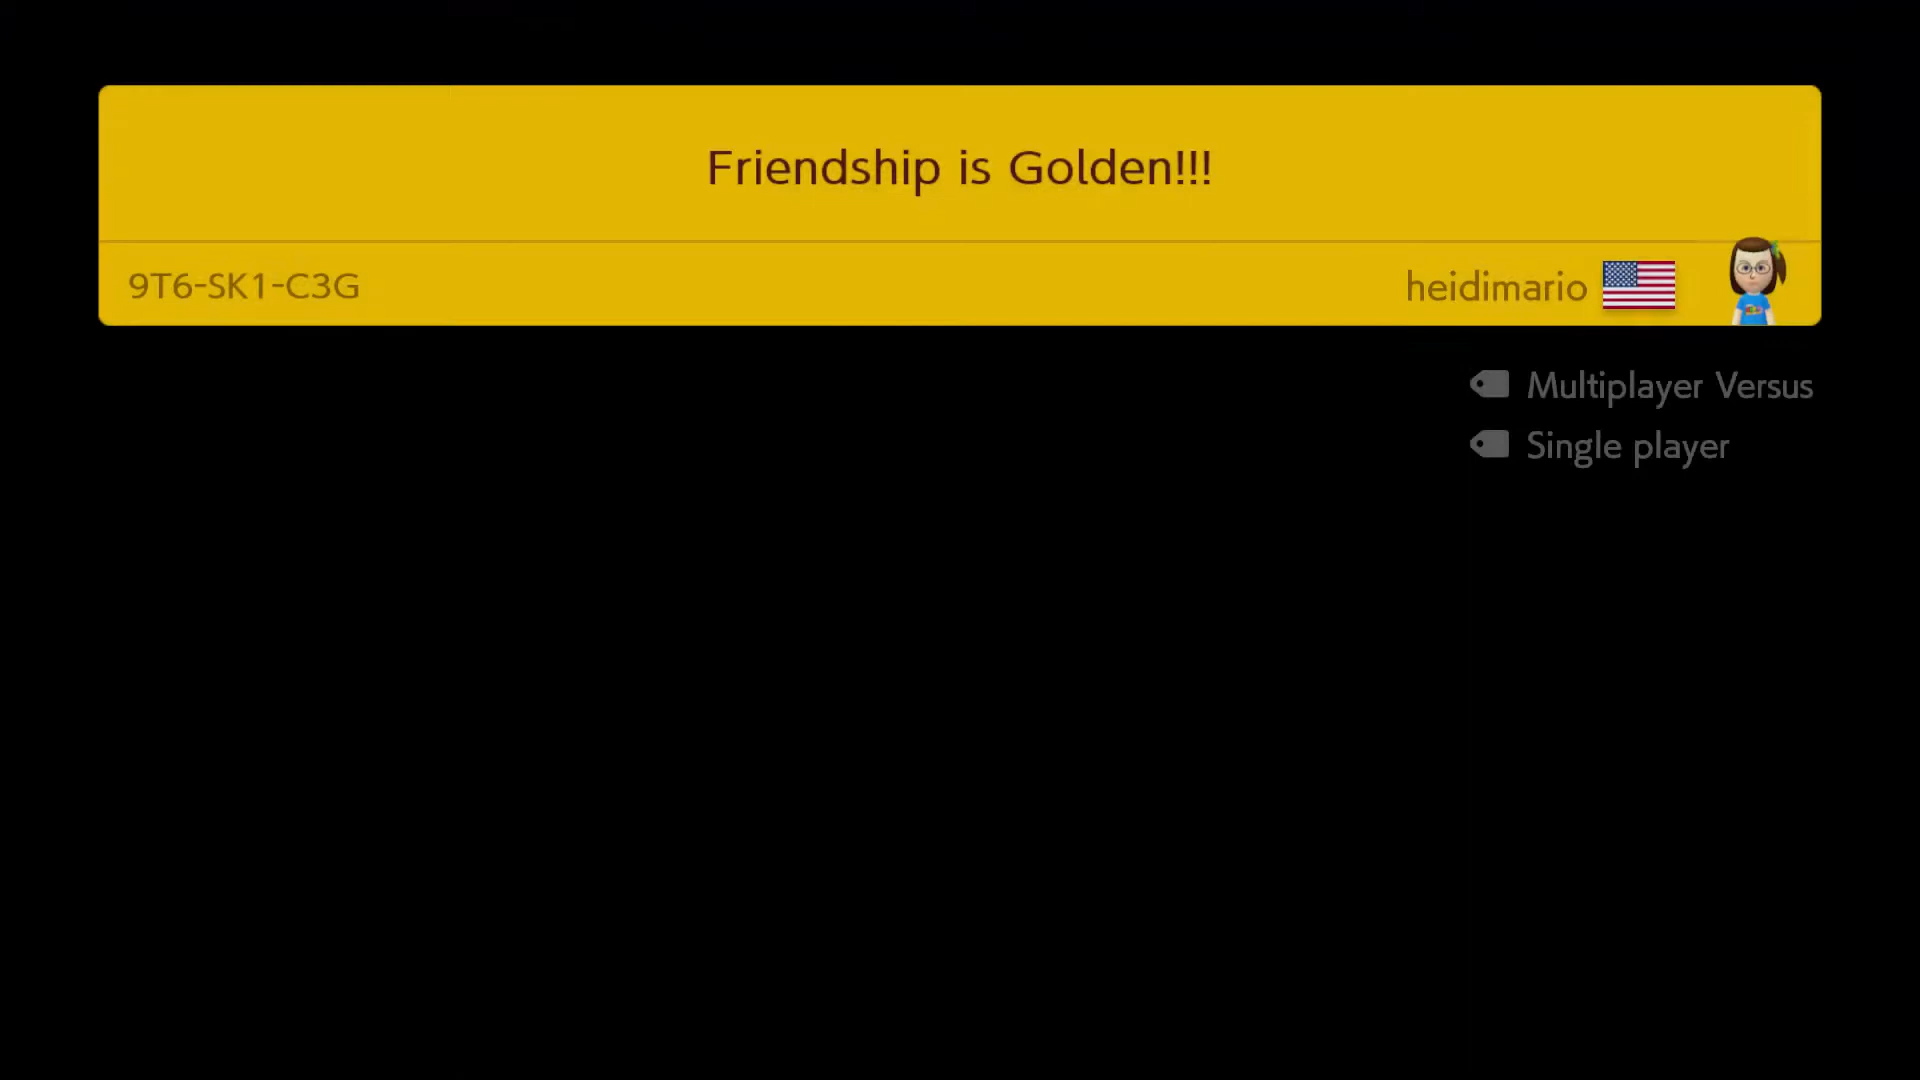 Friendship is Golden!!!
9T6-SK1-C3G
heidimario
Multiplayer Versus
Single player